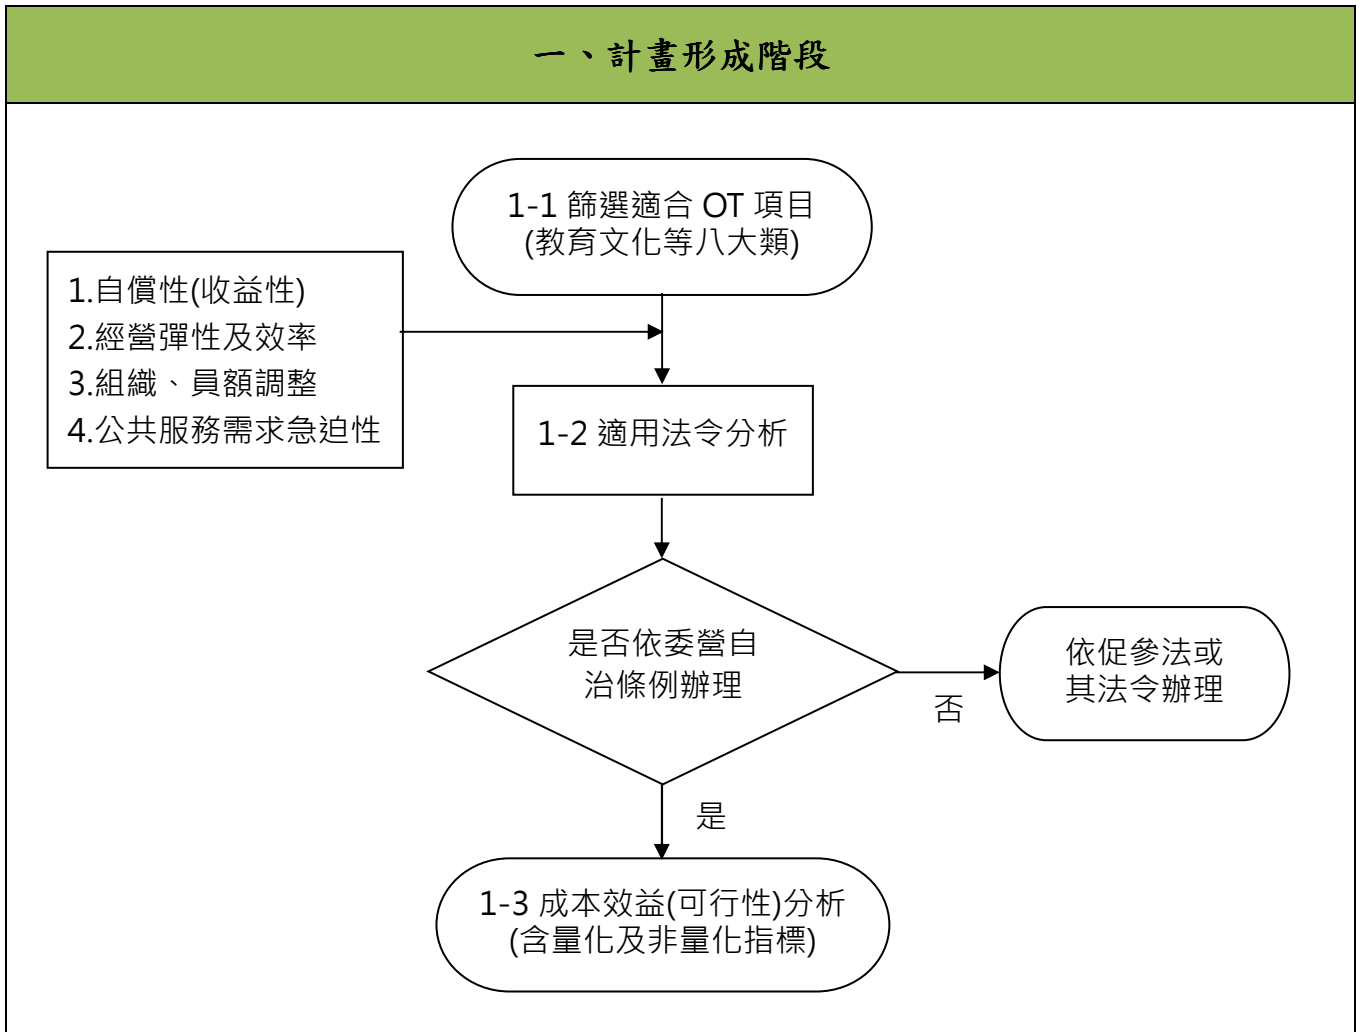 一、計畫形成階段
1-1 篩選適合 OT 項目
(教育文化等八大類)
1.自償性(收益性)
2.經營彈性及效率
3.組織、員額調整
4.公共服務需求急迫性
1-2 適用法令分析
是否依委營自
治條例辦理
否
依促參法或
其法令辦理
是
1-3 成本效益(可行性)分析
(含量化及非量化指標)